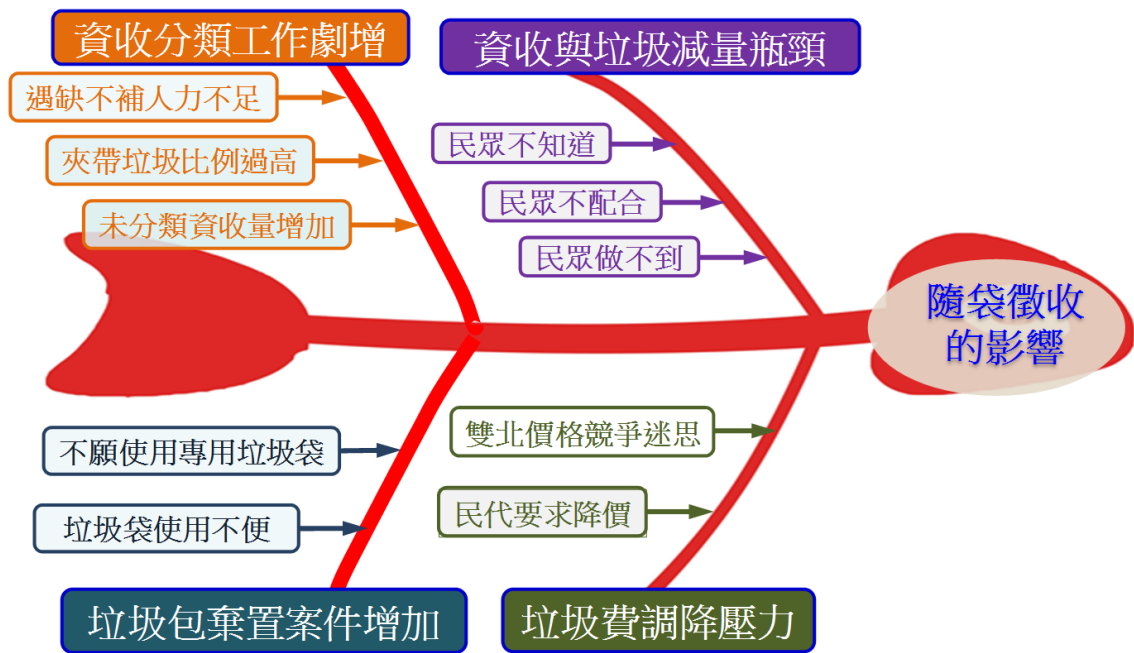 資收分類工作劇增
遇缺不補人力不足
夾帶垃圾比例過高
未分類資收量增加
資收與垃圾減量瓶頸
民眾不知道
民眾不配合
民眾做不到
隨袋徵收
的影響
不願使用專用垃圾袋
垃圾袋使用不便
垃圾包棄置案件增加
雙北價格競爭迷思
民代要求降價
垃圾費調降壓力